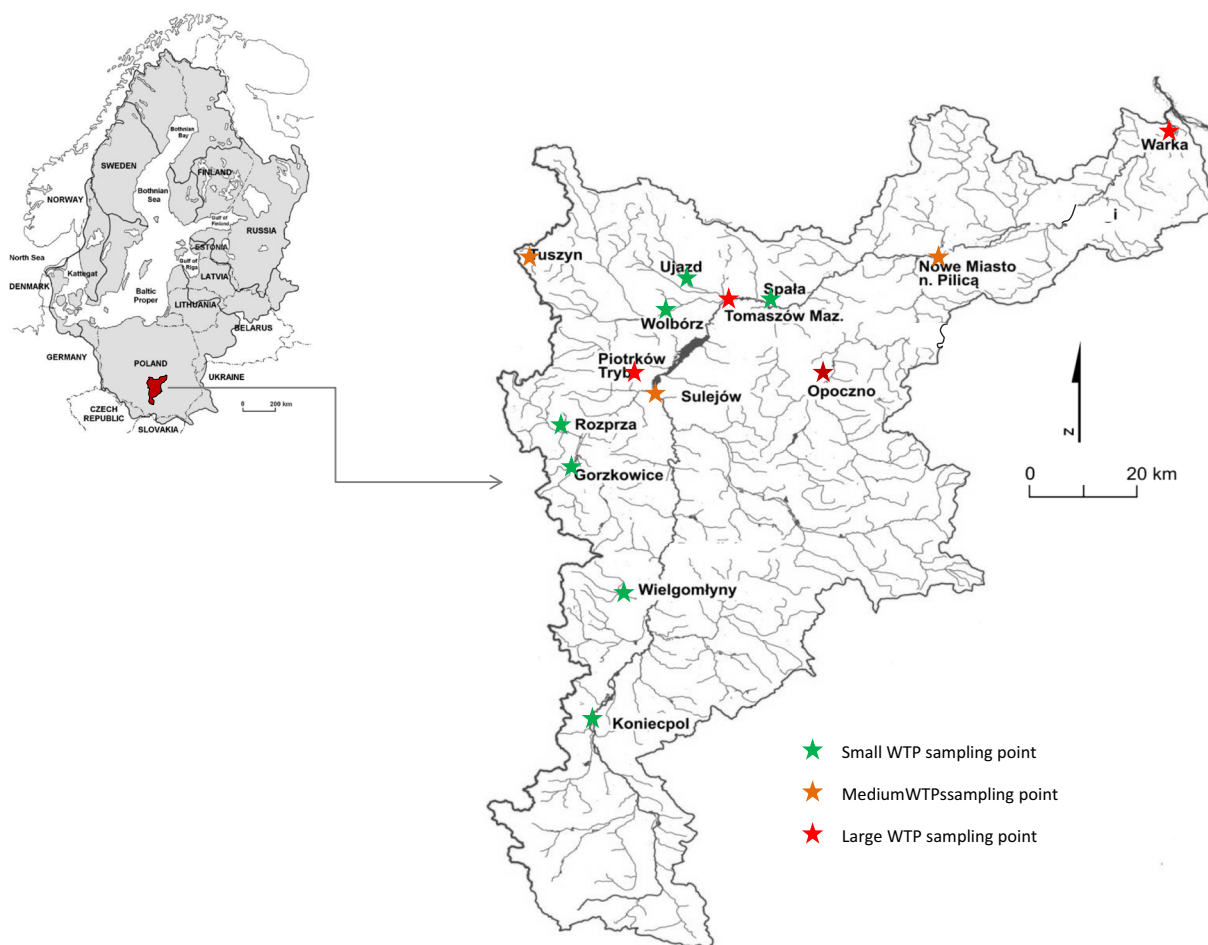 Bothnian
Bay
SWEDEN
FINLAND
Bothnian
Sea
NORWAY
Gulf of
Finland
RUSSIA
ESTONIA
North Sea
Gulf of
Riga
Kattegat
LATVIA
DENMARK
Baltic
Proper
LITHUANIA
BELARUS
GERMANY
POLAND
UKRAINE
CZECH
REPUBLIC
SLOVAKIA
0 200 km
Warka
i
Tuszyn
Ujazd
Nowe Miasto
n. Pilicą
Spała
Wolbórz
Tomaszów Maz.
Piotrków
Tryb
Opoczno
Sulejów
Rozprza
Gorzkowice
N
0 20 km
Wielgomłyny
Koniecpol
Small WTP sampling point
MediumWTPssampling point
Large WTP sampling point